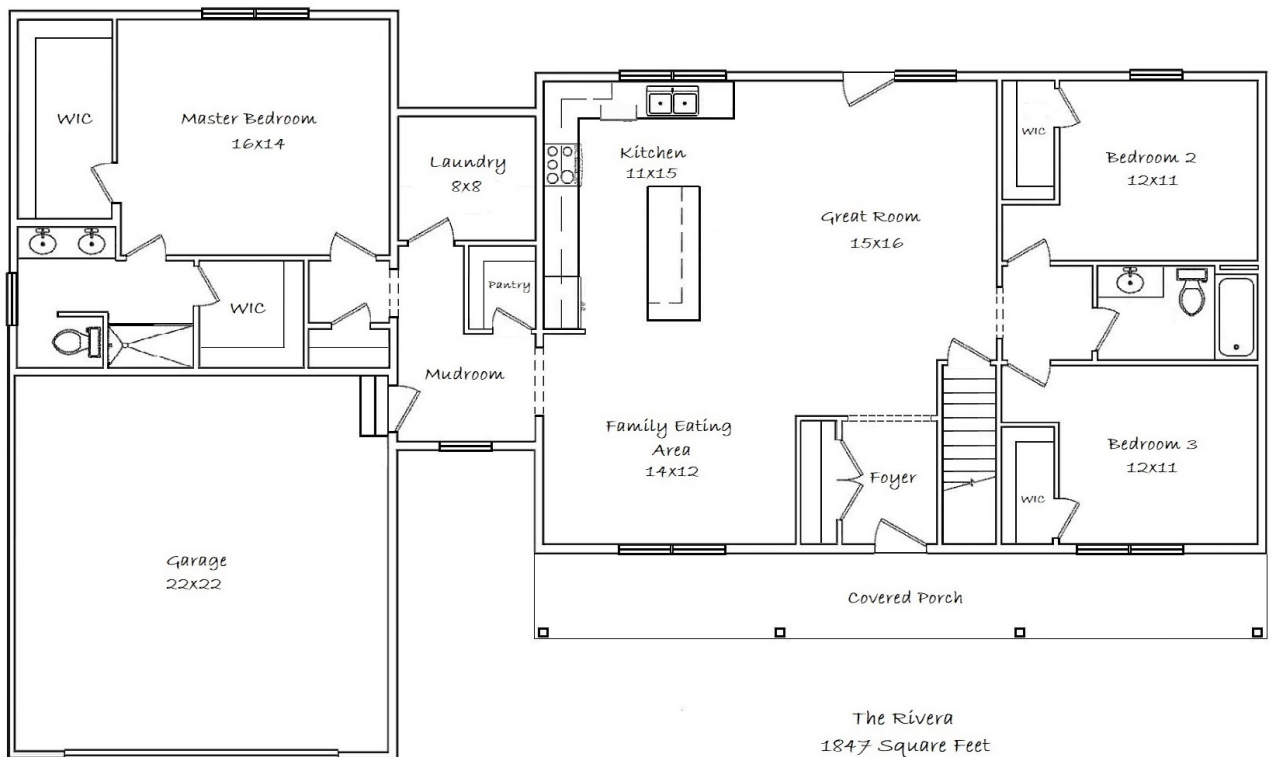 WIC
Master Bedroom
16x14
Laundry
8x8
Kitchen
11x15
Great Room
15x16
WIC
Bedroom 2
12x11
WIC
Pantry
Mudroom
Family Eating
Area
14x12
Foyer
Bedroom 3
12x11
WIC
Garage
22x22
Covered Porch
The Rivera
1847 Square Feet